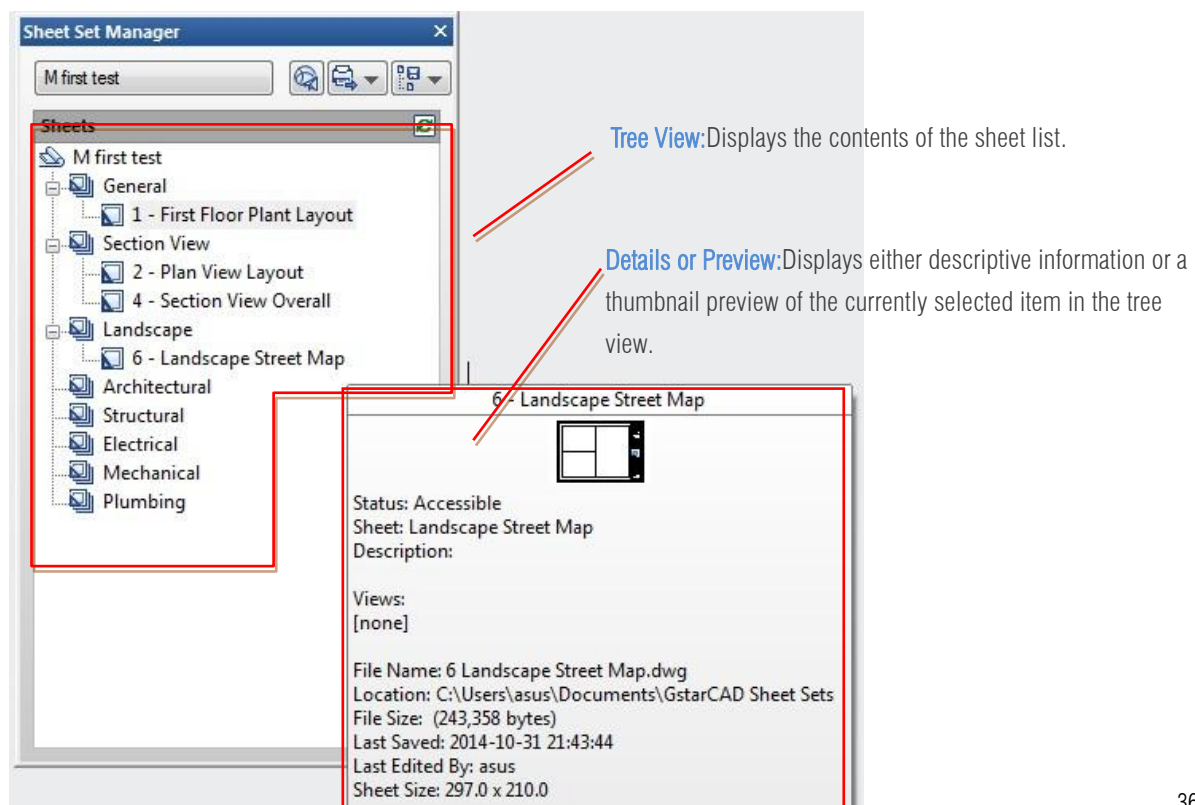 Sheet Set Manager
M first test
Sheets
M first test
General
1 - First Floor Plant Layout
Section View
2 - Plan View Layout
4 - Section View Overall
Landscape
6 - Landscape Street Map
Architectural
Structural
Electrical
Mechanical
Plumbing
Tree View:Displays the contents of the sheet list.
Details or Preview:Displays either descriptive information or a
thumbnail preview of the currently selected item in the tree
view.
6 - Landscape Street Map
Status: Accessible
Sheet: Landscape Street Map
Description:
Views:
[none]
File Name: 6 Landscape Street Map.dwg
Location: C:\Users\asus\Documents\GstarCAD Sheet Sets
File Size: (243,358 bytes)
Last Saved: 2014-10-31 21:43:44
Last Edited By: asus
Sheet Size: 297.0 x 210.0
36